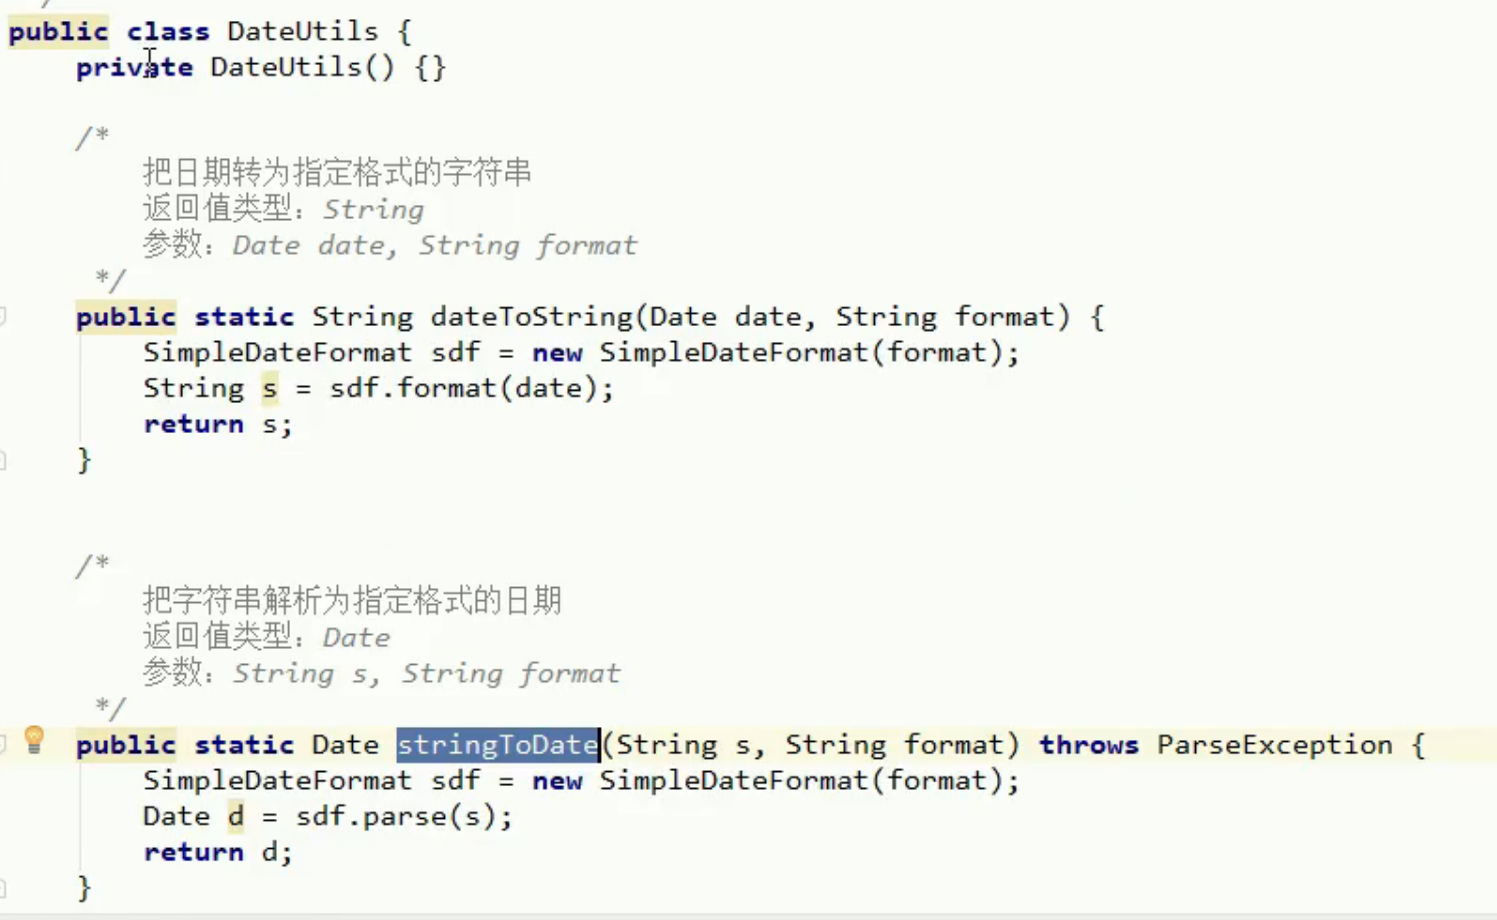 public class DateUtils {
private DateUtils() {}
/*
把日期转为指定格式的字符串
返回值类型：String
参数：Date date, String format
*/
public static String dateToString(Date date, String format) {
SimpleDateFormat sdf = new SimpleDateFormat(format);
String s = sdf.format(date);
return s;
}
/*
把字符串解析为指定格式的日期
返回值类型：Date
参数：String s, String format
*/
public static Date stringToDate(String s, String format) throws ParseException {
SimpleDateFormat sdf = new SimpleDateFormat(format);
Date d = sdf.parse(s);
return d;
}